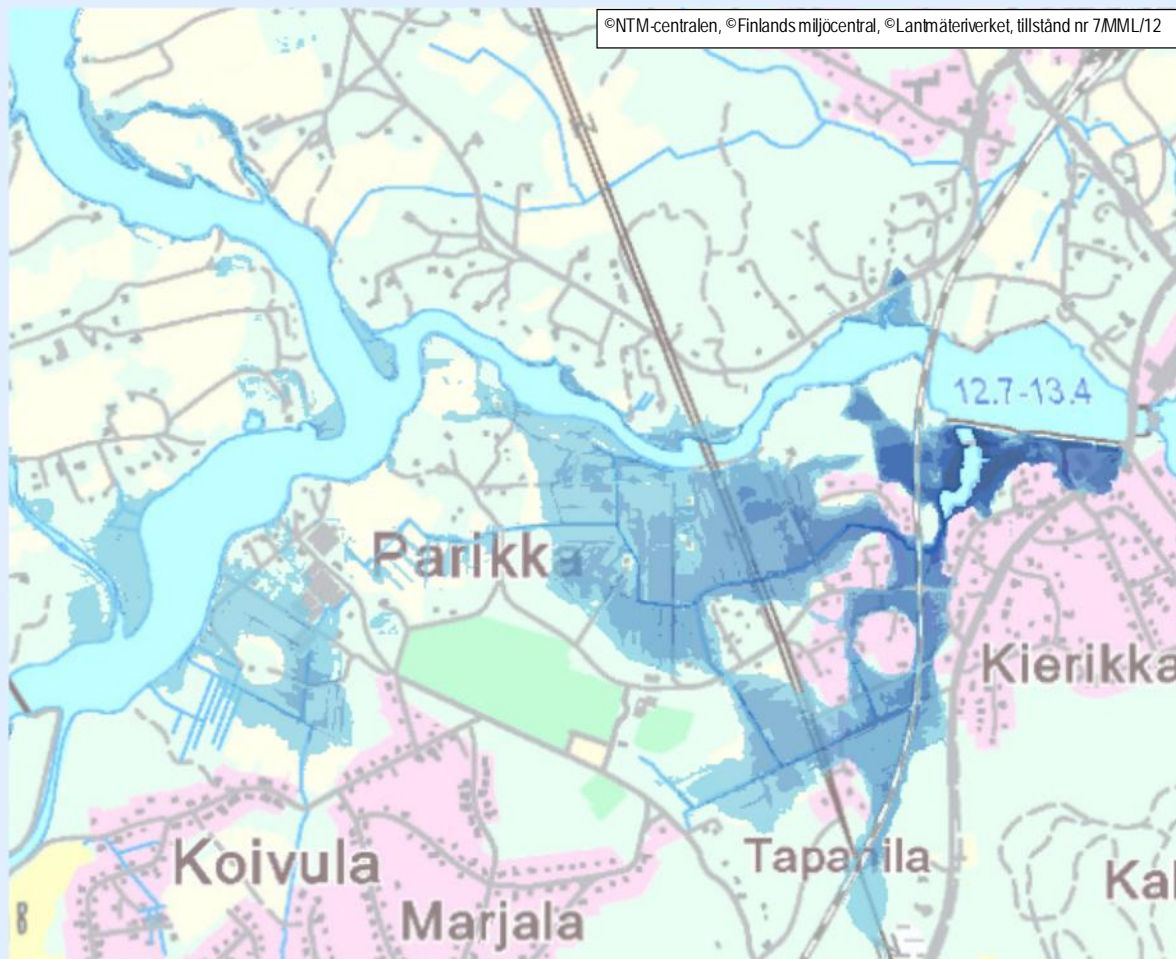 ©NTM-centralen, ©Finlands miljöcentral, ©Lantmäteriverket, tillstånd nr 7/MML/12
12.7-13.4
Parikka
Kierikka
Koivula
Tapanila
Kal
Marjala
8